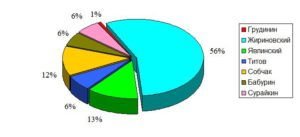 6%
1%
6%
12%
6%
13%
56%
Грудинин
Жириновский
Явлинский
Титов
Собчак
Бабурин
Сурайкин